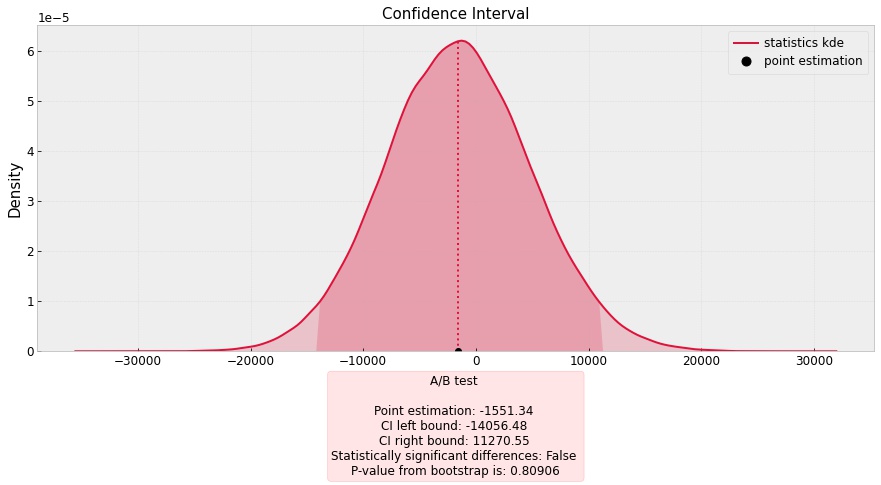 Confidence Interval
1e−5
statistics kde
point estimation
6
5
4
3
2
1
0
Density
−30000 −20000 −10000 0 10000 20000 30000
A/B test
Point estimation: -1551.34
CI left bound: -14056.48
CI right bound: 11270.55
Statistically significant differences: False
P-value from bootstrap is: 0.80906